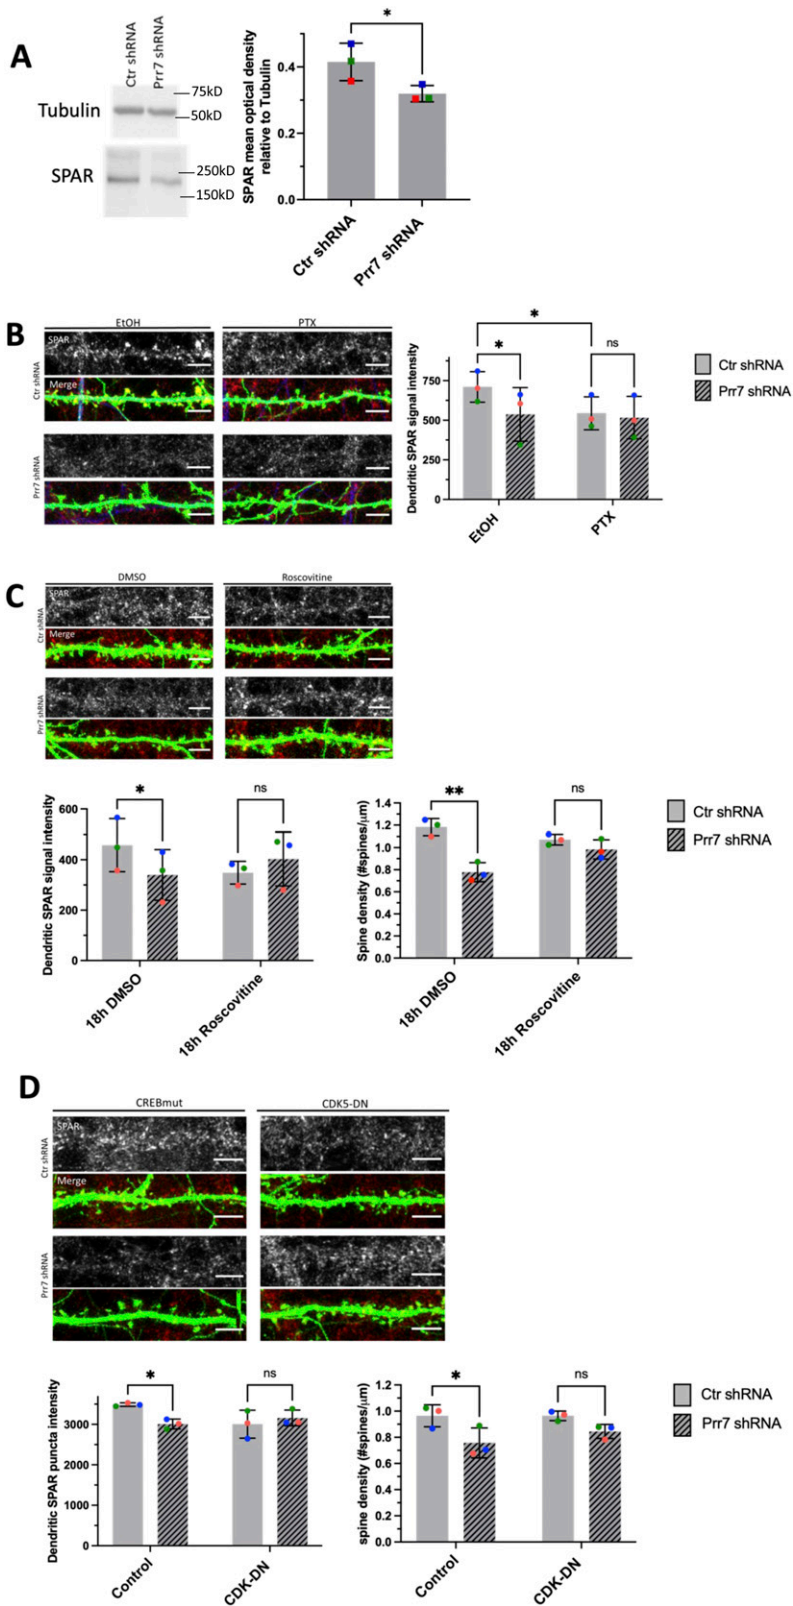 A
Ctr shRNA
Prr7 shRNA
Tubulin
75kD
50kD
SPAR
250kD
150kD
SPAR mean optical density
relative to Tubulin
0.4
0.2
0.0
*
Ctr shRNA
Prr7 shRNA
B
EtOH
PTX
SPAR
Merge
Ctr shRNA
Prr7 shRNA
Dendritic SPAR signal intensity
750
500
250
0
*
*
ns
EtOH
PTX
Ctr shRNA
Prr7 shRNA
C
DMSO
Roscovitine
SPAR
Merge
Ctr shRNA
Prr7 shRNA
Dendritic SPAR signal intensity
600
400
200
0
*
ns
18h DMSO
18h Roscovitine
Spine density (#spines/μm)
1.4
1.2
1.0
0.8
0.6
0.4
0.2
0.0
**
ns
18h DMSO
18h Roscovitine
Ctr shRNA
Prr7 shRNA
D
CREBmut
CDK5-DN
SPAR
Merge
Ctr shRNA
Prr7 shRNA
Dendritic SPAR puncta intensity
3000
2000
1000
0
*
ns
Control
CDK-DN
spine density (#spines/μm)
1.2
1.0
0.8
0.6
0.4
0.2
0.0
*
ns
Control
CDK-DN
Ctr shRNA
Prr7 shRNA